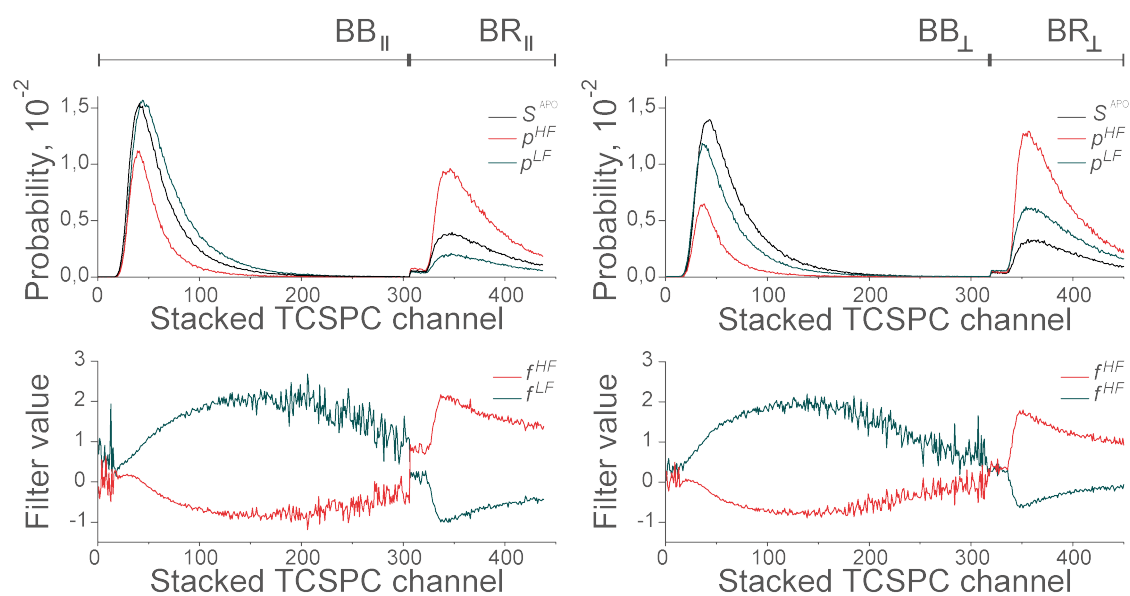 BB∥ BR∥
BB⊥ BR⊥
Probability, 10⁻²
1,5
1,0
0,5
0,0
S^APO
p^HF
p^LF
0 100 200 300 400
Stacked TCSPC channel
Probability, 10⁻²
1,5
1,0
0,5
0,0
S^APO
p^HF
p^LF
0 100 200 300 400
Stacked TCSPC channel
Filter value
3
2
1
0
-1
f^HF
f^LF
0 100 200 300 400
Stacked TCSPC channel
Filter value
3
2
1
0
-1
f^HF
f^HF
0 100 200 300 400
Stacked TCSPC channel